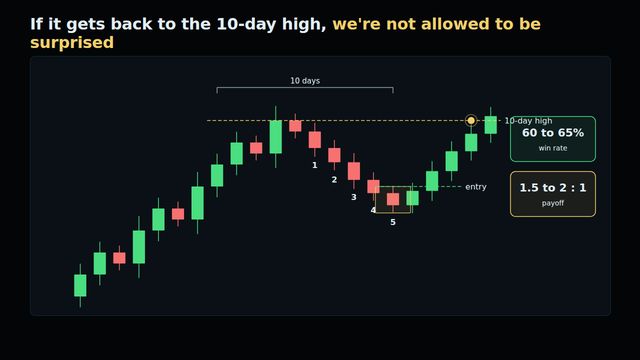 If it gets back to the 10-day high, we're not allowed to be
surprised
10 days
10-day high
60 to 65%
win rate
1
2
3
4
5
entry
1.5 to 2 : 1
payoff